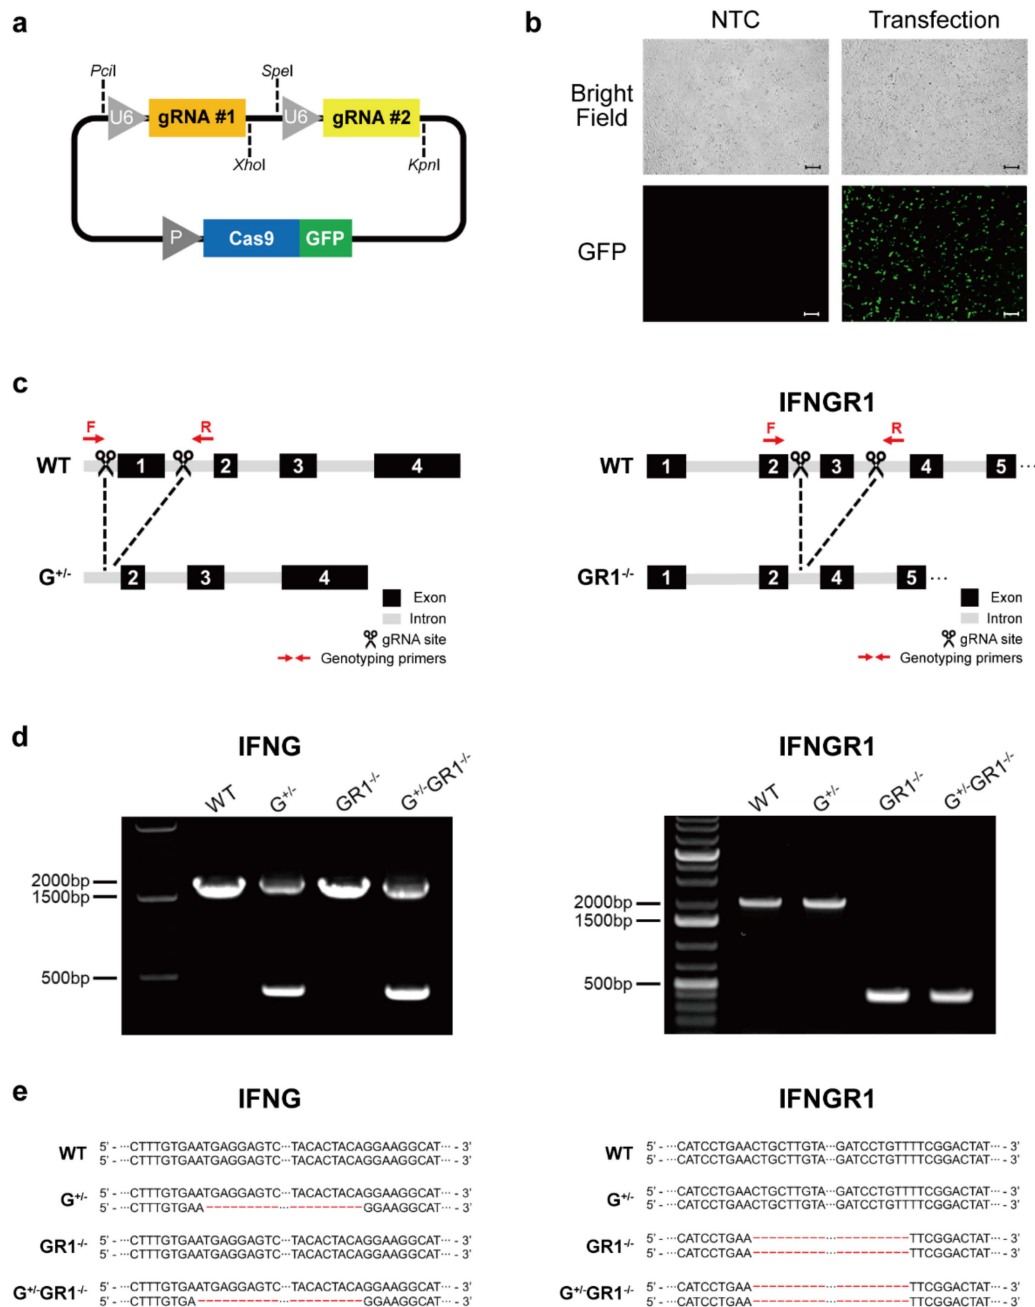 a
PciI
SpeI
U6
gRNA #1
U6
gRNA #2
XhoI
KpnI
P
Cas9
GFP
b
NTC
Transfection
Bright
Field
GFP
c
F
R
WT
1
2
3
4
G+/-
2
3
4
Exon
Intron
gRNA site
Genotyping primers
IFNGR1
F
R
WT
1
2
3
4
5
···
GR1-/-
1
2
4
5
···
Exon
Intron
gRNA site
Genotyping primers
d
IFNG
WT
G+/-
GR1-/-
G+/-GR1-/-
2000bp
1500bp
500bp
IFNGR1
WT
G+/-
GR1-/-
G+/-GR1-/-
2000bp
1500bp
500bp
e
IFNG
WT
5' - ···CTTTGTGAATGAGGAGTC···TACACTACAGGAAGGCAT··· - 3'
5' - ···CTTTGTGAATGAGGAGTC···TACACTACAGGAAGGCAT··· - 3'
G+/-
5' - ···CTTTGTGAATGAGGAGTC···TACACTACAGGAAGGCAT··· - 3'
5' - ···CTTTGTGAA----------···----------GGAAGGCAT··· - 3'
GR1-/-
5' - ···CTTTGTGAATGAGGAGTC···TACACTACAGGAAGGCAT··· - 3'
5' - ···CTTTGTGAATGAGGAGTC···TACACTACAGGAAGGCAT··· - 3'
G+/-GR1-/-
5' - ···CTTTGTGAATGAGGAGTC···TACACTACAGGAAGGCAT··· - 3'
5' - ···CTTTGTGA-----------···----------GGAAGGCAT··· - 3'
IFNGR1
WT
5' - ···CATCCTGAACTGCTTGTA···GATCCTGTTTTCGGACTAT··· - 3'
5' - ···CATCCTGAACTGCTTGTA···GATCCTGTTTTCGGACTAT··· - 3'
G+/-
5' - ···CATCCTGAACTGCTTGTA···GATCCTGTTTTCGGACTAT··· - 3'
5' - ···CATCCTGAACTGCTTGTA···GATCCTGTTTTCGGACTAT··· - 3'
GR1-/-
5' - ···CATCCTGAA----------···----------TTCGGACTAT··· - 3'
5' - ···CATCCTGAA----------···----------TTCGGACTAT··· - 3'
G+/-GR1-/-
5' - ···CATCCTGAA----------···----------TTCGGACTAT··· - 3'
5' - ···CATCCTGAA----------···----------TTCGGACTAT··· - 3'